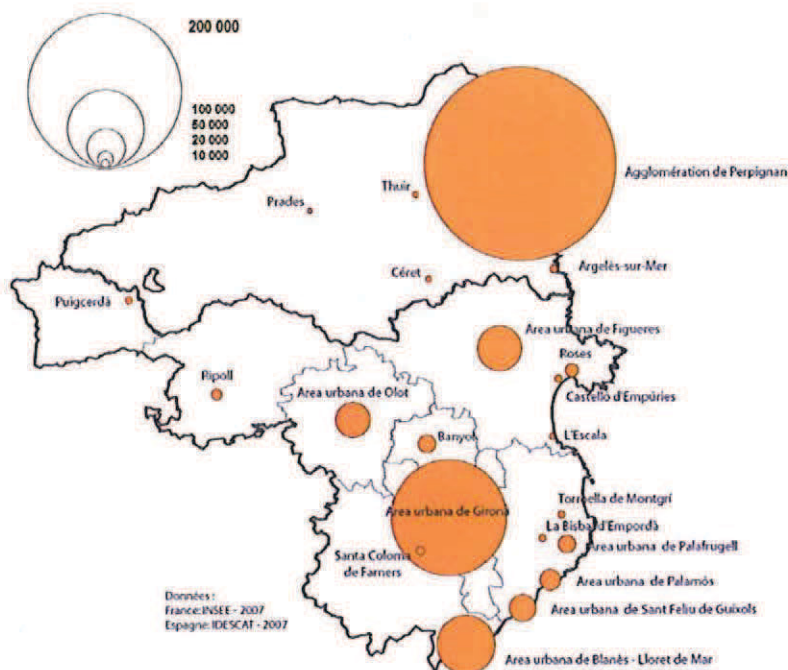 200 000
100 000
50 000
20 000
10 000
Agglomération de Perpignan
Thuir
Prades
Argelès-sur-Mer
Céret
Puigcerdà
Area urbana de Figueres
Roses
Ripoll
Area urbana de Olot
Castello d'Empúries
Banyol
L'Escala
Area urbana de Girona
Torroella de Montgrí
La Bisbal d'Empordà
Area urbana de Palafrugell
Santa Coloma
de Farners
Area urbana de Palamós
Données :
France: INSEE - 2007
Espagne: IDESCAT - 2007
Area urbana de Sant Feliu de Guixols
Area urbana de Blanès - Lloret de Mar